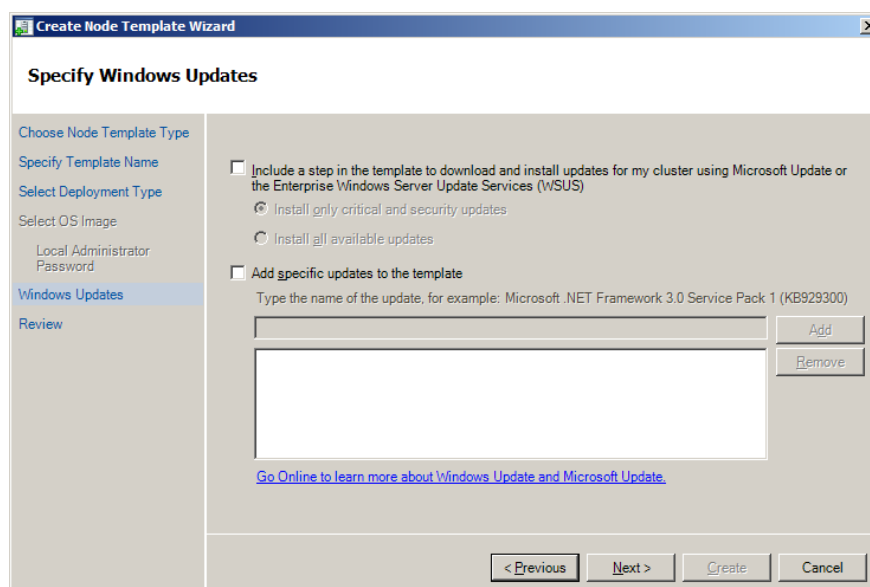 Create Node Template Wizard
Specify Windows Updates
Choose Node Template Type
Specify Template Name
Select Deployment Type
Select OS Image
Local Administrator
Password
Windows Updates
Review
Include a step in the template to download and install updates for my cluster using Microsoft Update or
the Enterprise Windows Server Update Services (WSUS)
Install only critical and security updates
Install all available updates
Add specific updates to the template
Type the name of the update, for example: Microsoft .NET Framework 3.0 Service Pack 1 (KB929300)
Add
Remove
Go Online to learn more about Windows Update and Microsoft Update.
< Previous
Next >
Create
Cancel